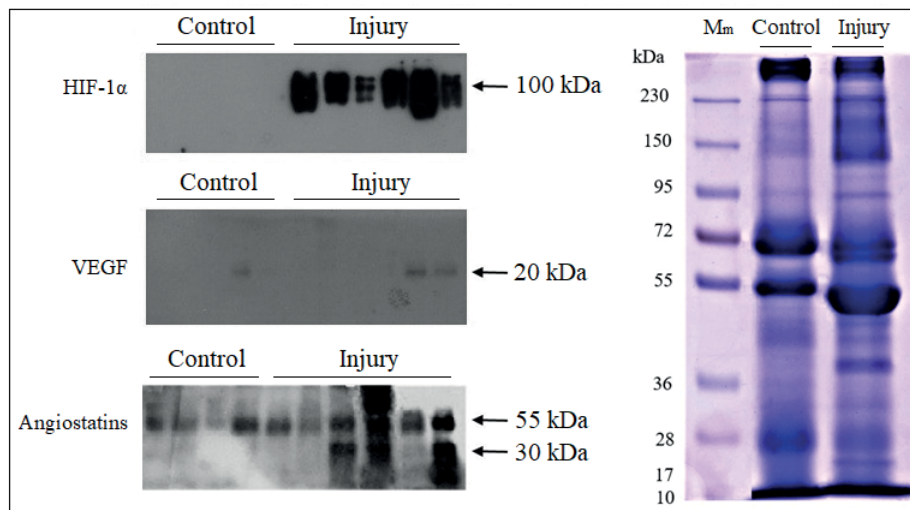 Control Injury
HIF-1α
100 kDa
Control Injury
VEGF
20 kDa
Control Injury
Angiostatins
55 kDa
30 kDa
Mm Control Injury
kDa
230
150
95
72
55
36
28
17
10